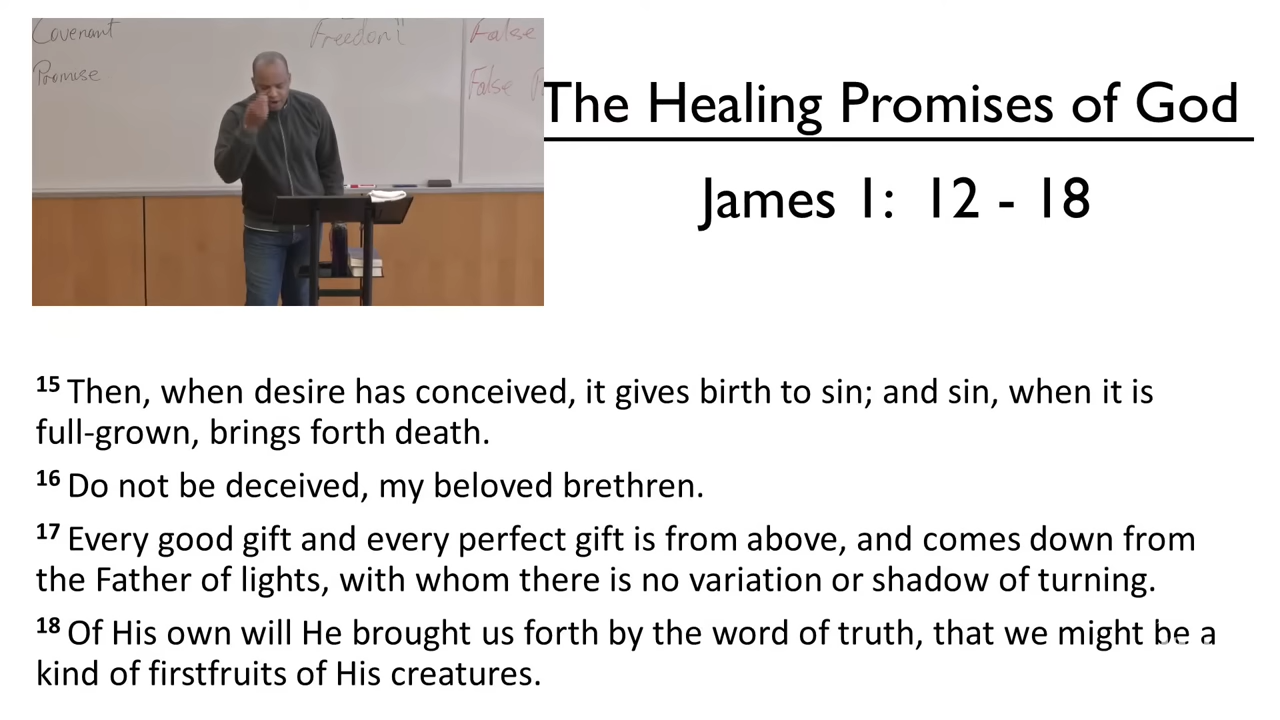 Covenant
Freedom
False
Promise
False
The Healing Promises of God
James 1: 12 - 18
15 Then, when desire has conceived, it gives birth to sin; and sin, when it is
full-grown, brings forth death.
16 Do not be deceived, my beloved brethren.
17 Every good gift and every perfect gift is from above, and comes down from
the Father of lights, with whom there is no variation or shadow of turning.
18 Of His own will He brought us forth by the word of truth, that we might be a
kind of firstfruits of His creatures.